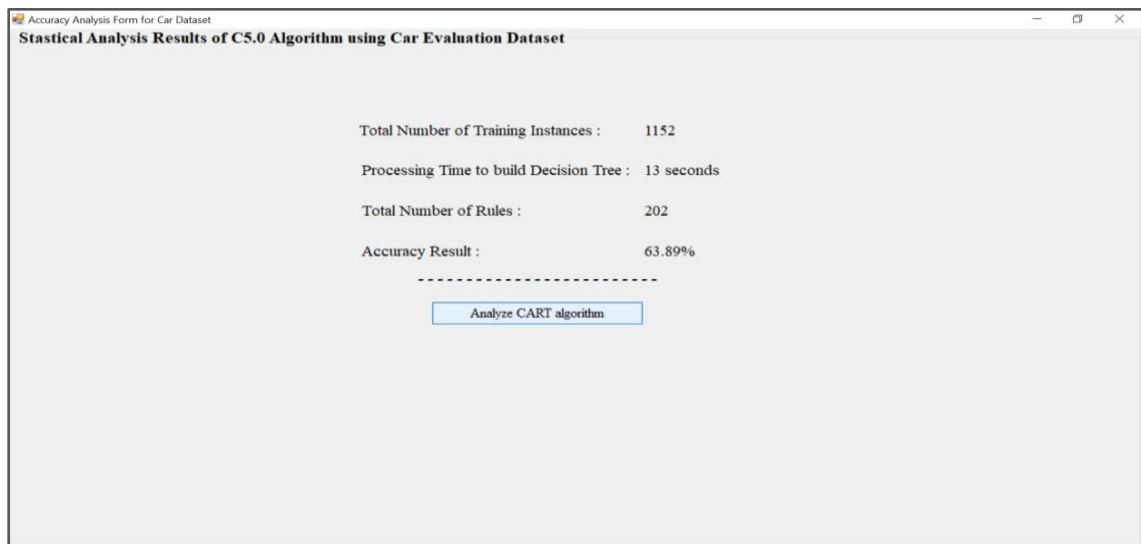 Accuracy Analysis Form for Car Dataset
Stastical Analysis Results of C5.0 Algorithm using Car Evaluation Dataset
Total Number of Training Instances : 1152
Processing Time to build Decision Tree : 13 seconds
Total Number of Rules : 202
Accuracy Result : 63.89%
- - - - - - - - - - - - - - - - - - - - - - - - -
Analyze CART algorithm